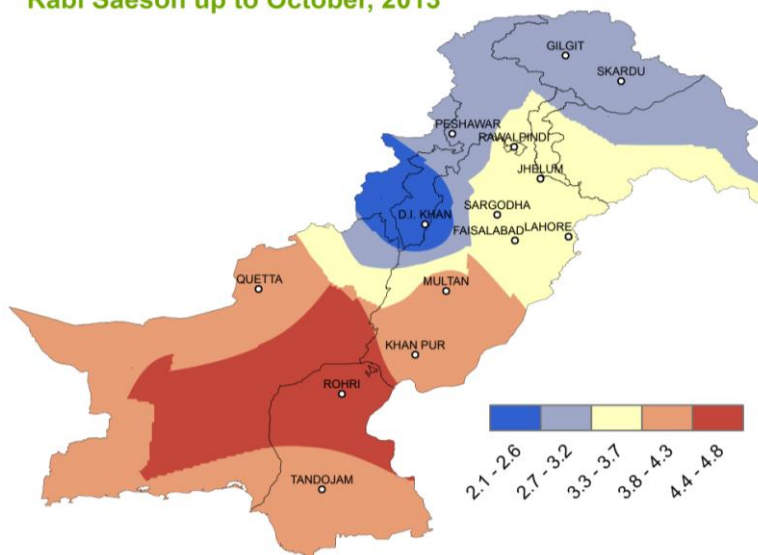 Rabi Saeson up to October, 2013
GILGIT
SKARDU
PESHAWAR
RAWALPINDI
JHELUM
SARGODHA
D.I. KHAN
FAISALABAD
LAHORE
QUETTA
MULTAN
KHAN PUR
ROHRI
TANDOJAM
2.1 - 2.6
2.7 - 3.2
3.3 - 3.7
3.8 - 4.3
4.4 - 4.8